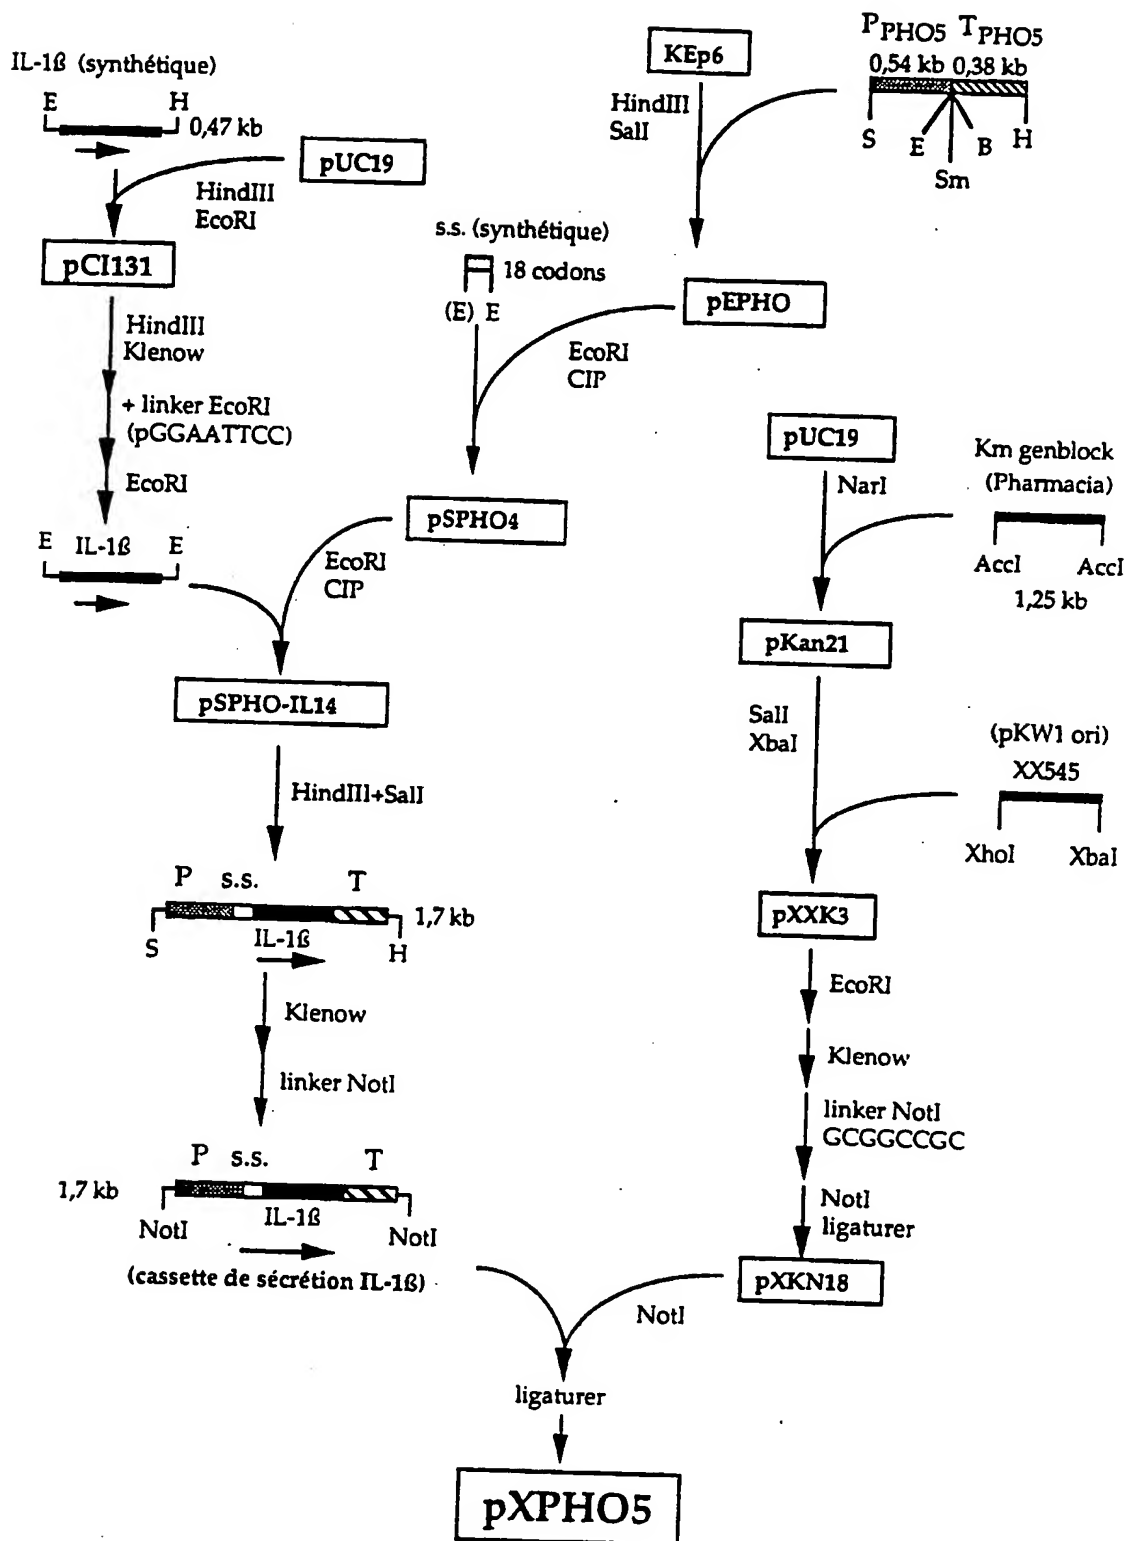 IL-1ß (synthétique)
E H
0,47 kb
pUC19
HindIII
EcoRI
pCI131
HindIII
Klenow
+ linker EcoRI
(pGGAATTCC)
EcoRI
E IL-1ß E
KEp6
HindIII
SalI
PPHO5 TPHO5
0,54 kb 0,38 kb
S E Sm B H
s.s. (synthétique)
18 codons
(E) E
pEPHO
EcoRI
CIP
pSPHO4
EcoRI
CIP
pSPHO-IL14
HindIII+SalI
P s.s. T
1,7 kb
S IL-1ß H
Klenow
linker NotI
P s.s. T
1,7 kb
NotI IL-1ß NotI
(cassette de sécrétion IL-1ß)
pUC19
NarI
Km genblock
(Pharmacia)
AccI AccI
1,25 kb
pKan21
SalI
XbaI
(pKW1 ori)
XX545
XhoI XbaI
pXXK3
EcoRI
Klenow
linker NotI
GCGGCCGC
NotI
ligaturer
pXKN18
NotI
ligaturer
pXPHO5